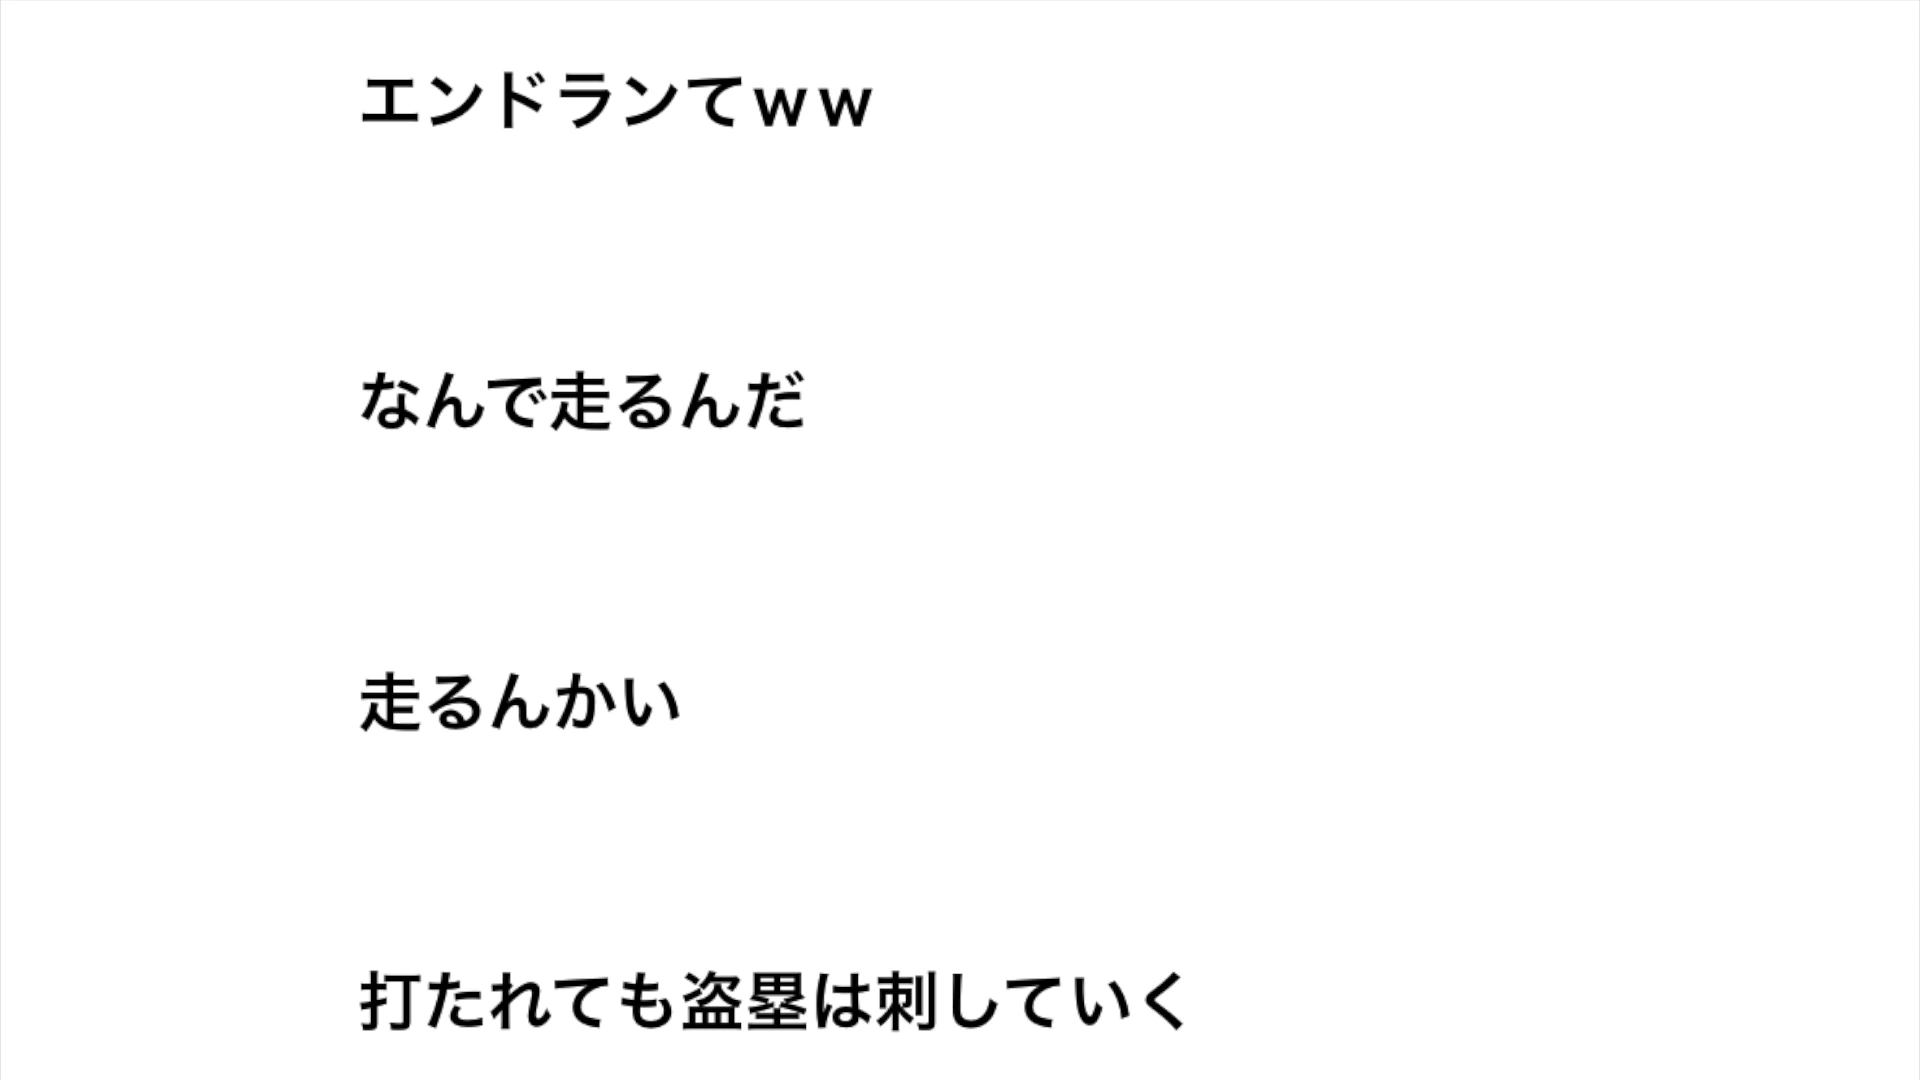 エンドランてｗｗ
なんで走るんだ
走るんかい
打たれても盗塁は刺していく